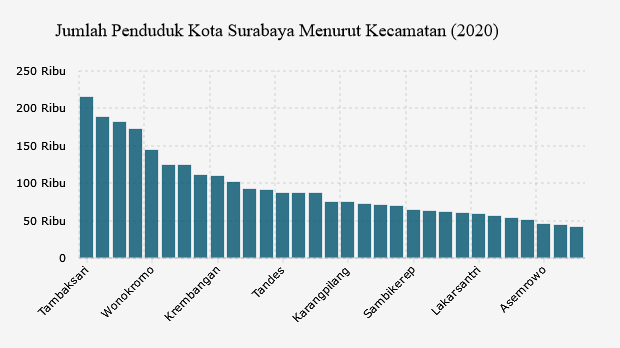 Jumlah Penduduk Kota Surabaya Menurut Kecamatan (2020)
250 Ribu
200 Ribu
150 Ribu
100 Ribu
50 Ribu
0
Tambaksari
Wonokromo
Krembangan
Tandes
Karangpilang
Sambikerep
Lakarsantri
Asemrowo